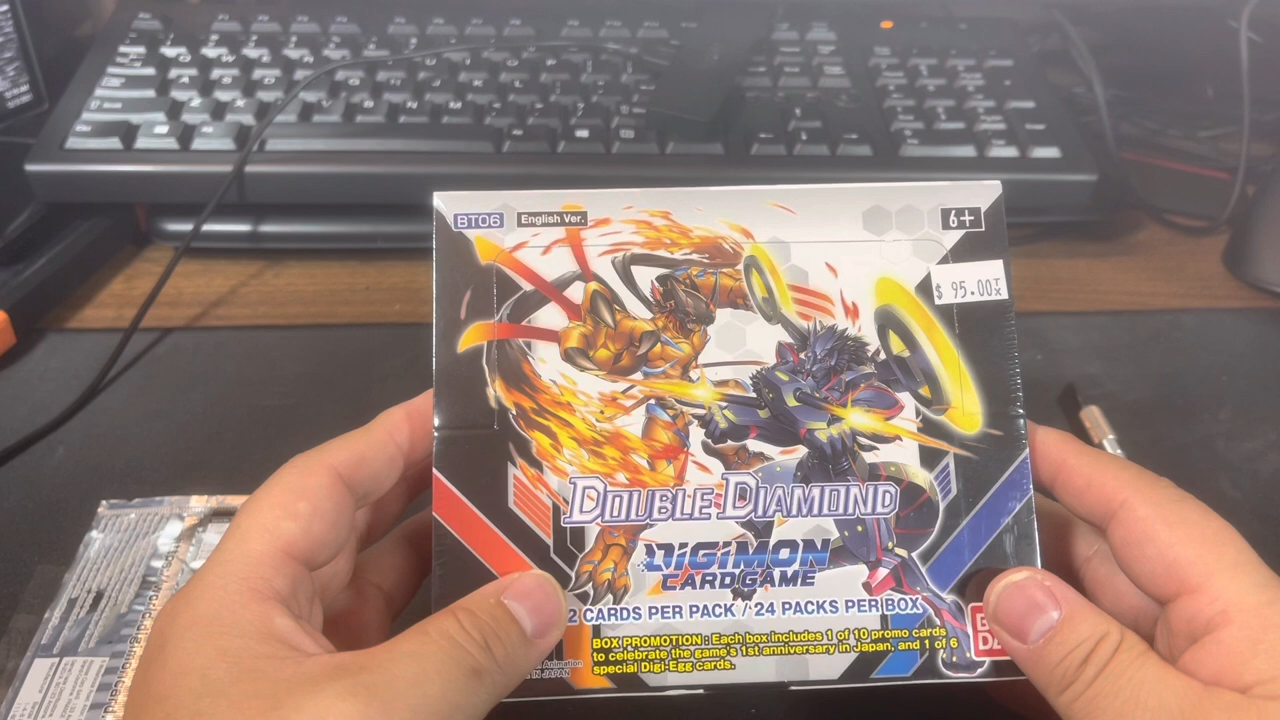 BT06
English Ver.
6+
$ 95.00TX
DOUBLE DIAMOND
DIGIMON
CARD GAME
2 CARDS PER PACK / 24 PACKS PER BOX
BOX PROMOTION : Each box includes 1 of 10 promo cards
to celebrate the game's 1st anniversary in Japan, and 1 of 6
special Digi-Egg cards.
Animation
IN JAPAN